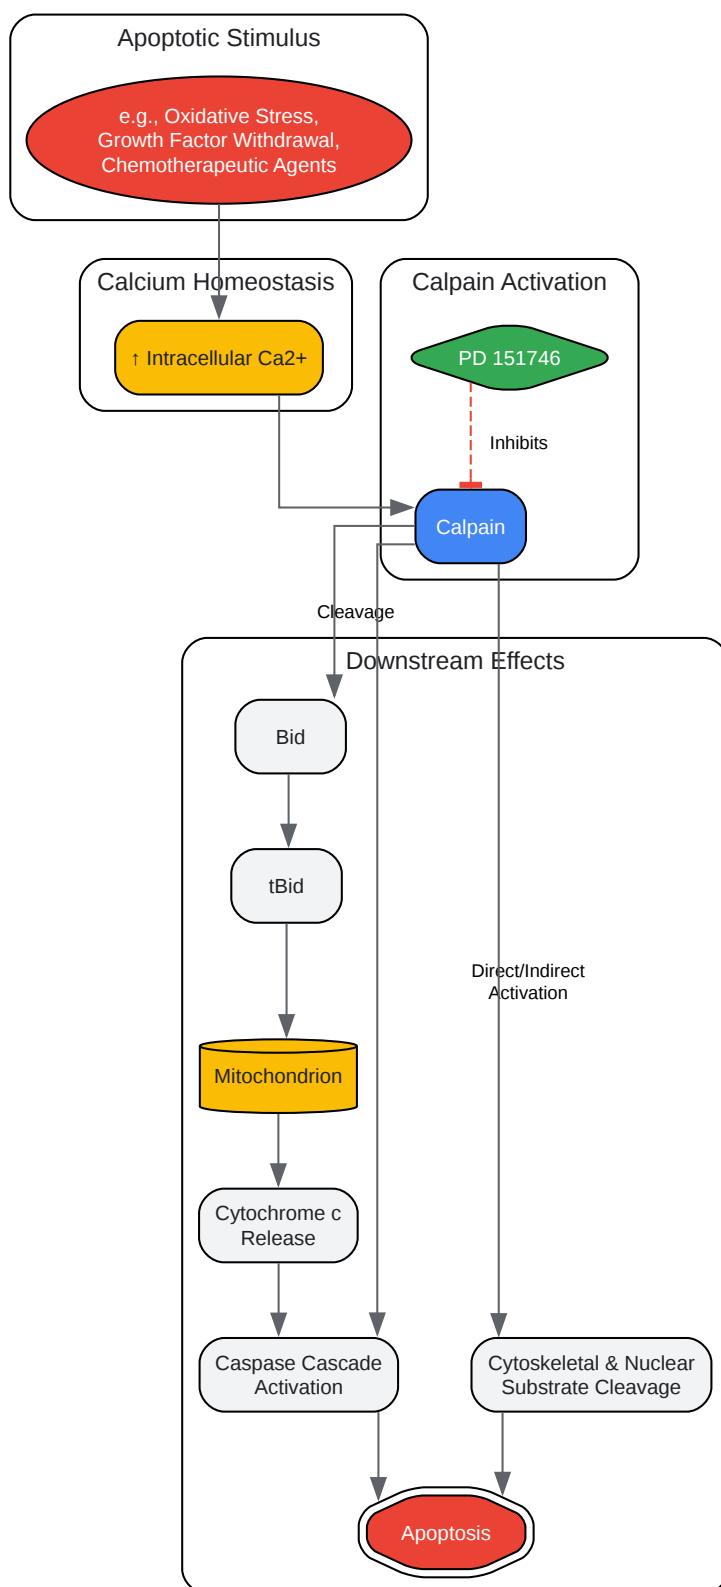 Apoptotic Stimulus
e.g., Oxidative Stress,
Growth Factor Withdrawal,
Chemotherapeutic Agents
Calcium Homeostasis
↑ Intracellular Ca2+
Calpain Activation
PD 151746
Inhibits
Calpain
Cleavage
Downstream Effects
Bid
tBid
Direct/Indirect
Activation
Mitochondrion
Cytochrome c
Release
Caspase Cascade
Activation
Cytoskeletal & Nuclear
Substrate Cleavage
Apoptosis